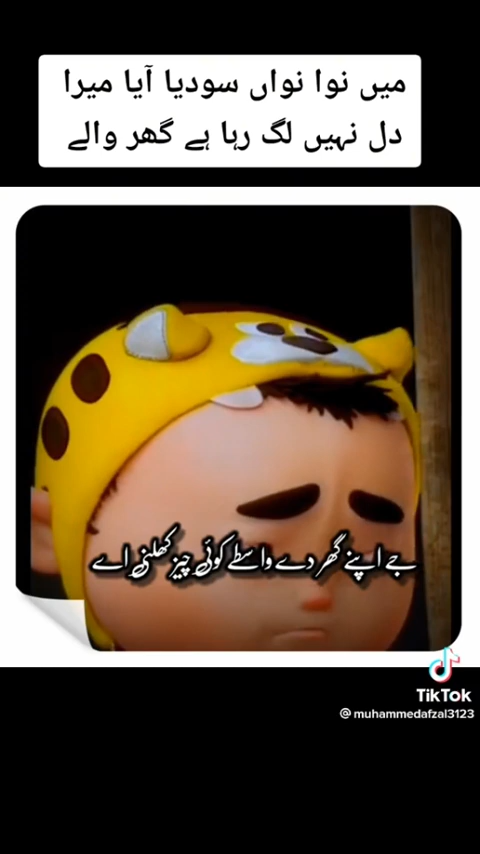 میں نوا نواں سودیا آیا میرا
دل نہیں لگ رہا ہے گھر والے
جے اپنے گھر دے واسطے کوئی چیز کھلنی اے
TikTok
@muhammedafzal3123